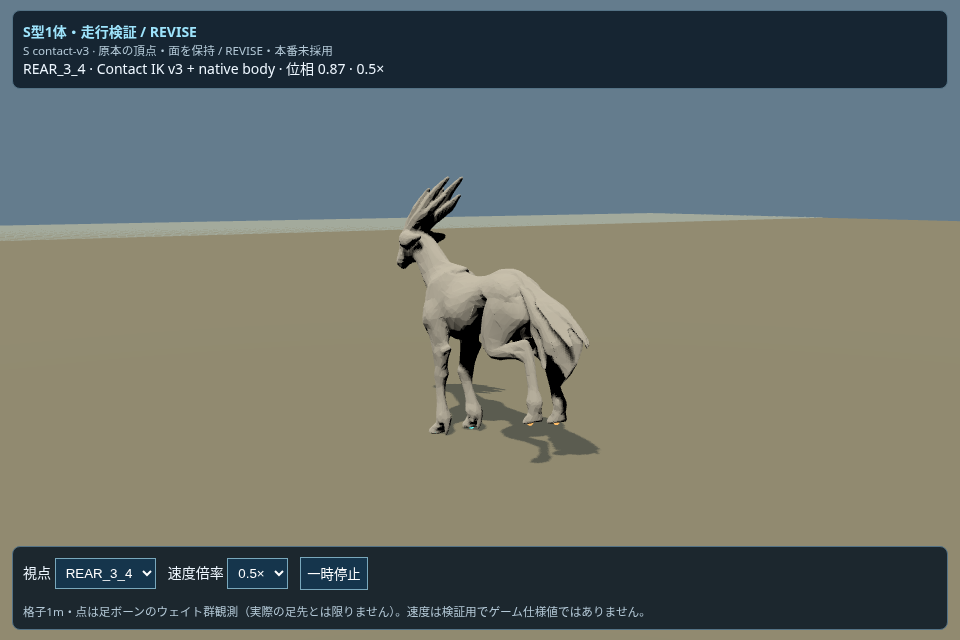 S型1体・走行検証 / REVISE
S contact-v3 · 原本の頂点・面を保持 / REVISE・本番未採用
REAR_3_4 · Contact IK v3 + native body · 位相 0.87 · 0.5×
視点 REAR_3_4 速度倍率 0.5× 一時停止
格子1m・点は足ボーンのウェイト群観測（実際の足先とは限りません）。速度は検証用でゲーム仕様値ではありません。